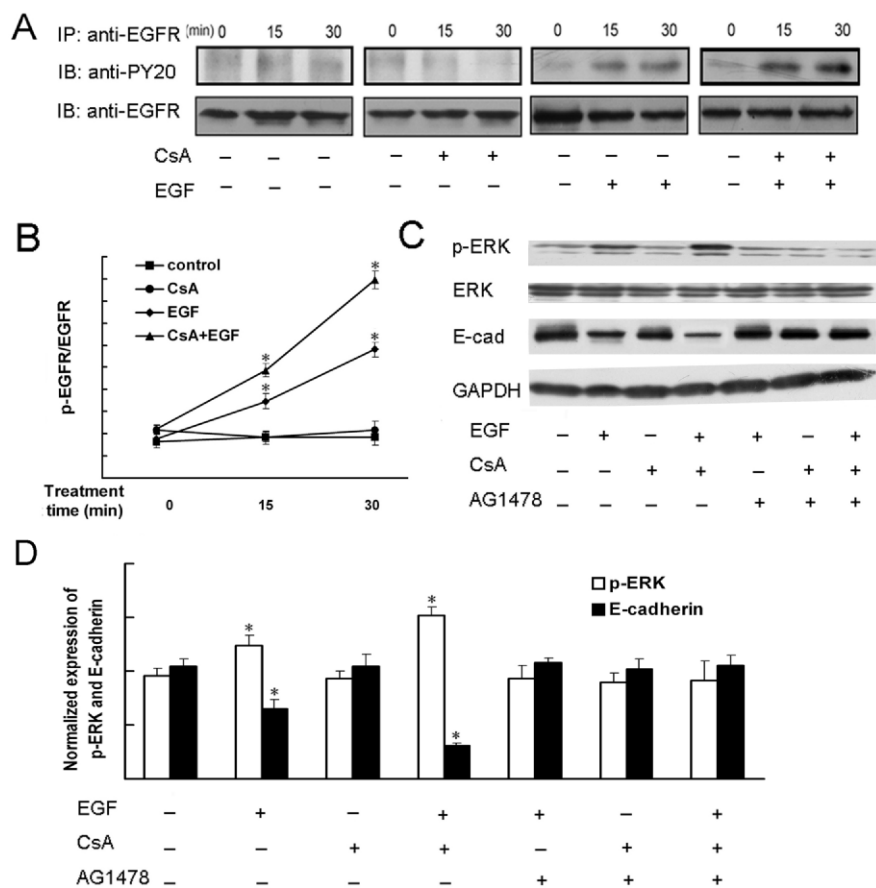 A
IP: anti-EGFR (min) 0 15 30 0 15 30 0 15 30 0 15 30
IB: anti-PY20
IB: anti-EGFR
CsA – – – – + + – – – – + +
EGF – – – – – – – + + – + +
B
p-EGFR/EGFR
control
CsA
EGF
CsA+EGF
*
*
*
*
Treatment
time (min) 0 15 30
C
p-ERK
ERK
E-cad
GAPDH
EGF – + – + + – +
CsA – – + + – + +
AG1478 – – – – + + +
D
Normalized expression of
p-ERK and E-cadherin
p-ERK
E-cadherin
*
*
*
*
EGF – + – + + – +
CsA – – + + – + +
AG1478 – – – – + + +